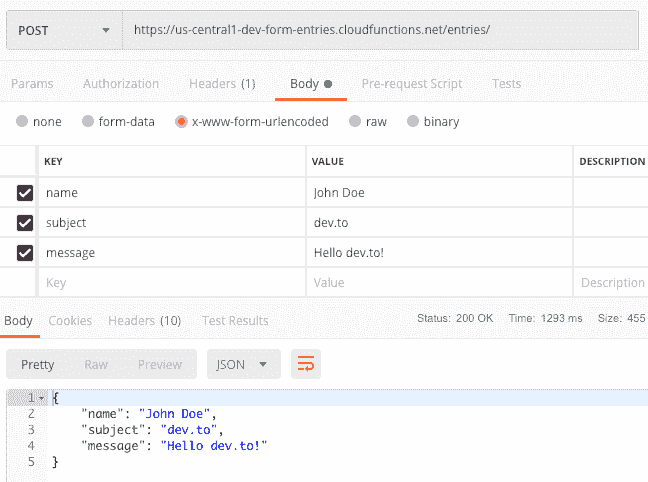 POST https://us-central1-dev-form-entries.cloudfunctions.net/entries/
Params Authorization Headers (1) Body Pre-request Script Tests
none form-data x-www-form-urlencoded raw binary
KEY VALUE DESCRIPTION
name John Doe
subject dev.to
message Hello dev.to!
Key Value Description
Body Cookies Headers (10) Test Results Status: 200 OK Time: 1293 ms Size: 455
Pretty Raw Preview JSON
1 {
2 "name": "John Doe",
3 "subject": "dev.to",
4 "message": "Hello dev.to!"
5 }